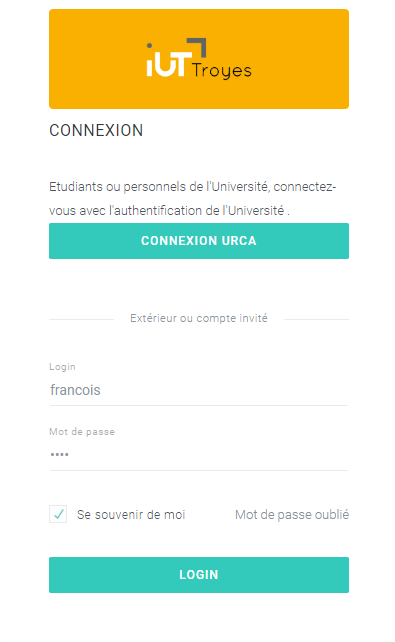 iUT Troyes
CONNEXION
Etudiants ou personnels de l'Université, connectez-
vous avec l'authentification de l'Université .
CONNEXION URCA
Extérieur ou compte invité
Login
francois
Mot de passe
••••
Se souvenir de moi
Mot de passe oublié
LOGIN